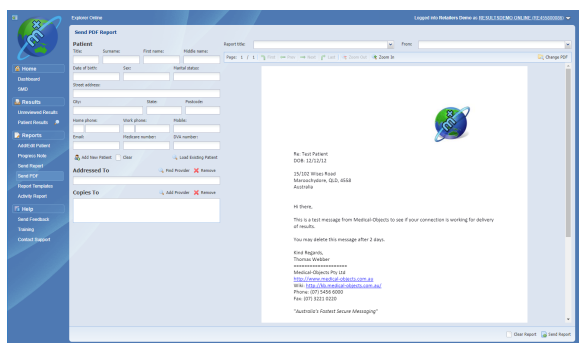 Explorer Online
Logged into Retailers Demo as RESULTSDEMO ONLINE
Send PDF Report
Patient
Title:
Surname:
First name:
Middle name:
Date of birth:
Sex:
Marital status:
Street address:
City:
State:
Postcode:
Home phone:
Work phone:
Mobile:
Email:
Medicare number:
DVA number:
Add New Patient
Clear
Load Existing Patient
Addressed To
Find Provider
Remove
Copies To
Add Provider
Remove
Home
Dashboard
SMD
Results
Unreviewed Results
Patient Results
Reports
Add/Edit Patient
Progress Note
Send Report
Send PDF
Report Templates
Activity Report
Help
Send Feedback
Training
Contact Support
Report title:
From:
Page: 1 / 1
First
Prev
Next
Last
Zoom Out
Zoom In
Change PDF
Re: Test Patient
DOB: 12/12/12
15/102 Wises Road
Maroochydore, QLD, 4558
Australia
Hi there,
This is a test message from Medical-Objects to see if your connection is working for delivery
of results.
You may delete this message after 2 days.
Kind Regards,
Thomas Webber
====================
Medical-Objects Pty Ltd
http://www.medical-objects.com.au
Wiki: http://kb.medical-objects.com.au/
Phone: (07) 5456 6000
Fax: (07) 3221 0220
"Australia's Fastest Secure Messaging"
Clear Report
Send Report